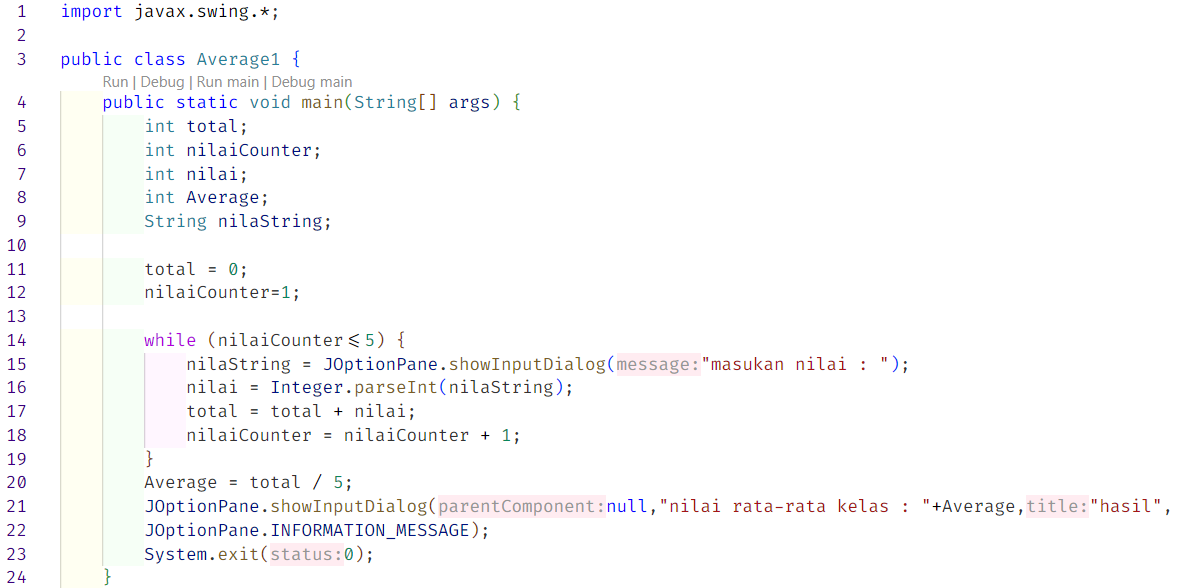 1 import javax.swing.*;
2
3 public class Average1 {
Run | Debug | Run main | Debug main
4 public static void main(String[] args) {
5 int total;
6 int nilaiCounter;
7 int nilai;
8 int Average;
9 String nilaString;
10
11 total = 0;
12 nilaiCounter=1;
13
14 while (nilaiCounter<=5) {
15 nilaString = JOptionPane.showInputDialog(message:"masukan nilai : ");
16 nilai = Integer.parseInt(nilaString);
17 total = total + nilai;
18 nilaiCounter = nilaiCounter + 1;
19 }
20 Average = total / 5;
21 JOptionPane.showInputDialog(parentComponent:null,"nilai rata-rata kelas : "+Average,title:"hasil",
22 JOptionPane.INFORMATION_MESSAGE);
23 System.exit(status:0);
24 }